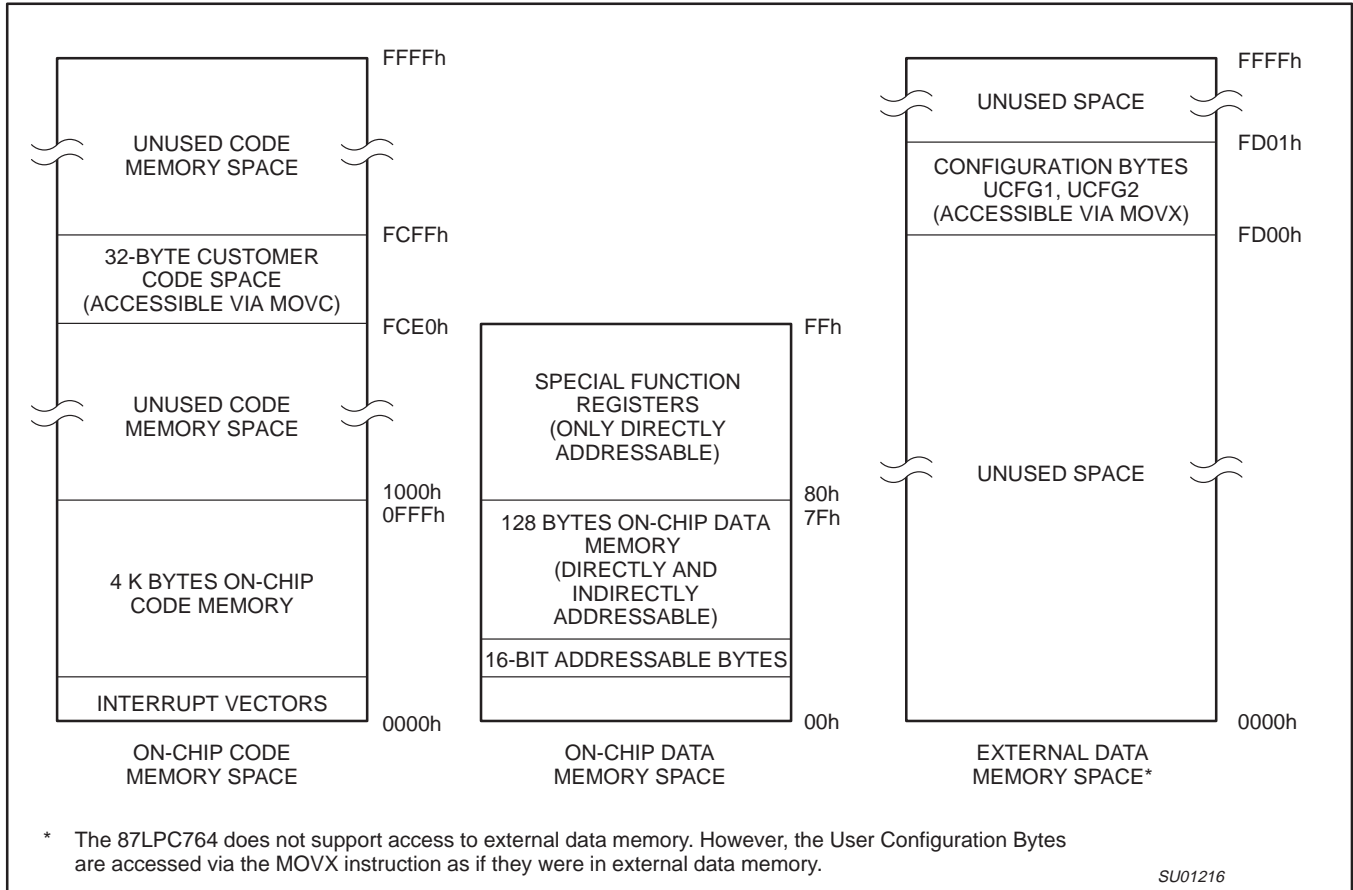 FFFFh
UNUSED CODE
MEMORY SPACE
FCFFh
32-BYTE CUSTOMER
CODE SPACE
(ACCESSIBLE VIA MOVC)
FCE0h
UNUSED CODE
MEMORY SPACE
1000h
0FFFh
4 K BYTES ON-CHIP
CODE MEMORY
INTERRUPT VECTORS
0000h
ON-CHIP CODE
MEMORY SPACE
FFh
SPECIAL FUNCTION
REGISTERS
(ONLY DIRECTLY
ADDRESSABLE)
80h
7Fh
128 BYTES ON-CHIP DATA
MEMORY
(DIRECTLY AND
INDIRECTLY
ADDRESSABLE)
16-BIT ADDRESSABLE BYTES
00h
ON-CHIP DATA
MEMORY SPACE
FFFFh
UNUSED SPACE
FD01h
CONFIGURATION BYTES
UCFG1, UCFG2
(ACCESSIBLE VIA MOVX)
FD00h
UNUSED SPACE
0000h
EXTERNAL DATA
MEMORY SPACE*
* The 87LPC764 does not support access to external data memory. However, the User Configuration Bytes
are accessed via the MOVX instruction as if they were in external data memory.
SU01216